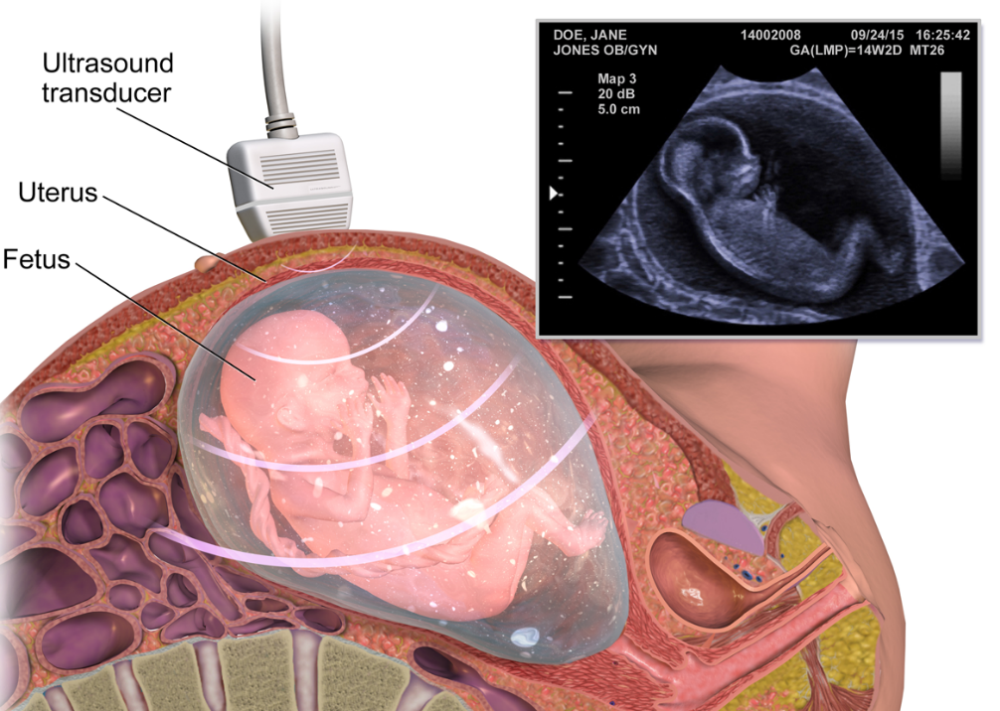 Ultrasound
transducer
Uterus
Fetus
DOE, JANE 14002008 09/24/15 16:25:42
JONES OB/GYN GA(LMP)=14W2D MT26
Map 3
20 dB
5.0 cm